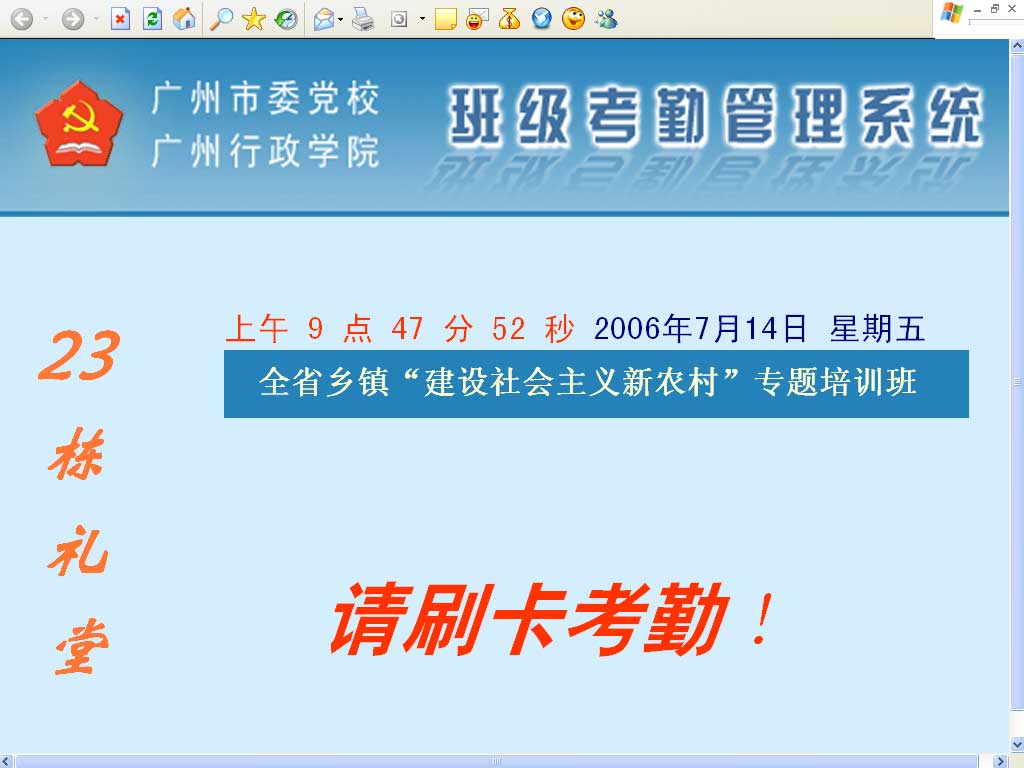 广州市委党校
广州行政学院
班级考勤管理系统
上午 9 点 47 分 52 秒 2006年7月14日 星期五
全省乡镇“建设社会主义新农村”专题培训班
23
栋
礼
堂
请刷卡考勤！